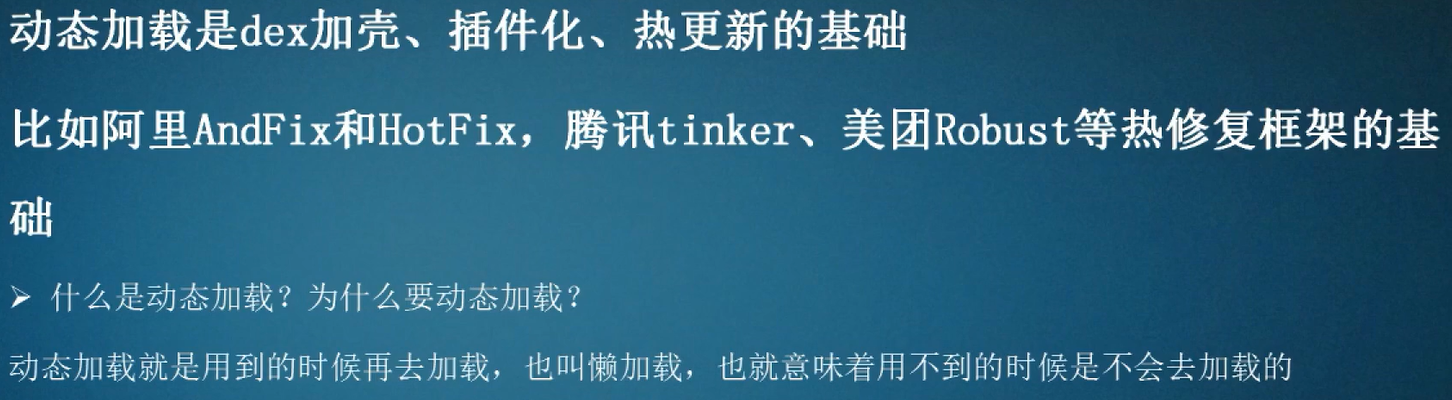 动态加载是dex加壳、插件化、热更新的基础
比如阿里AndFix和HotFix，腾讯tinker、美团Robust等热修复框架的基
础
➢ 什么是动态加载？为什么要动态加载？
动态加载就是用到的时候再去加载，也叫懒加载，也就意味着用不到的时候是不会去加载的